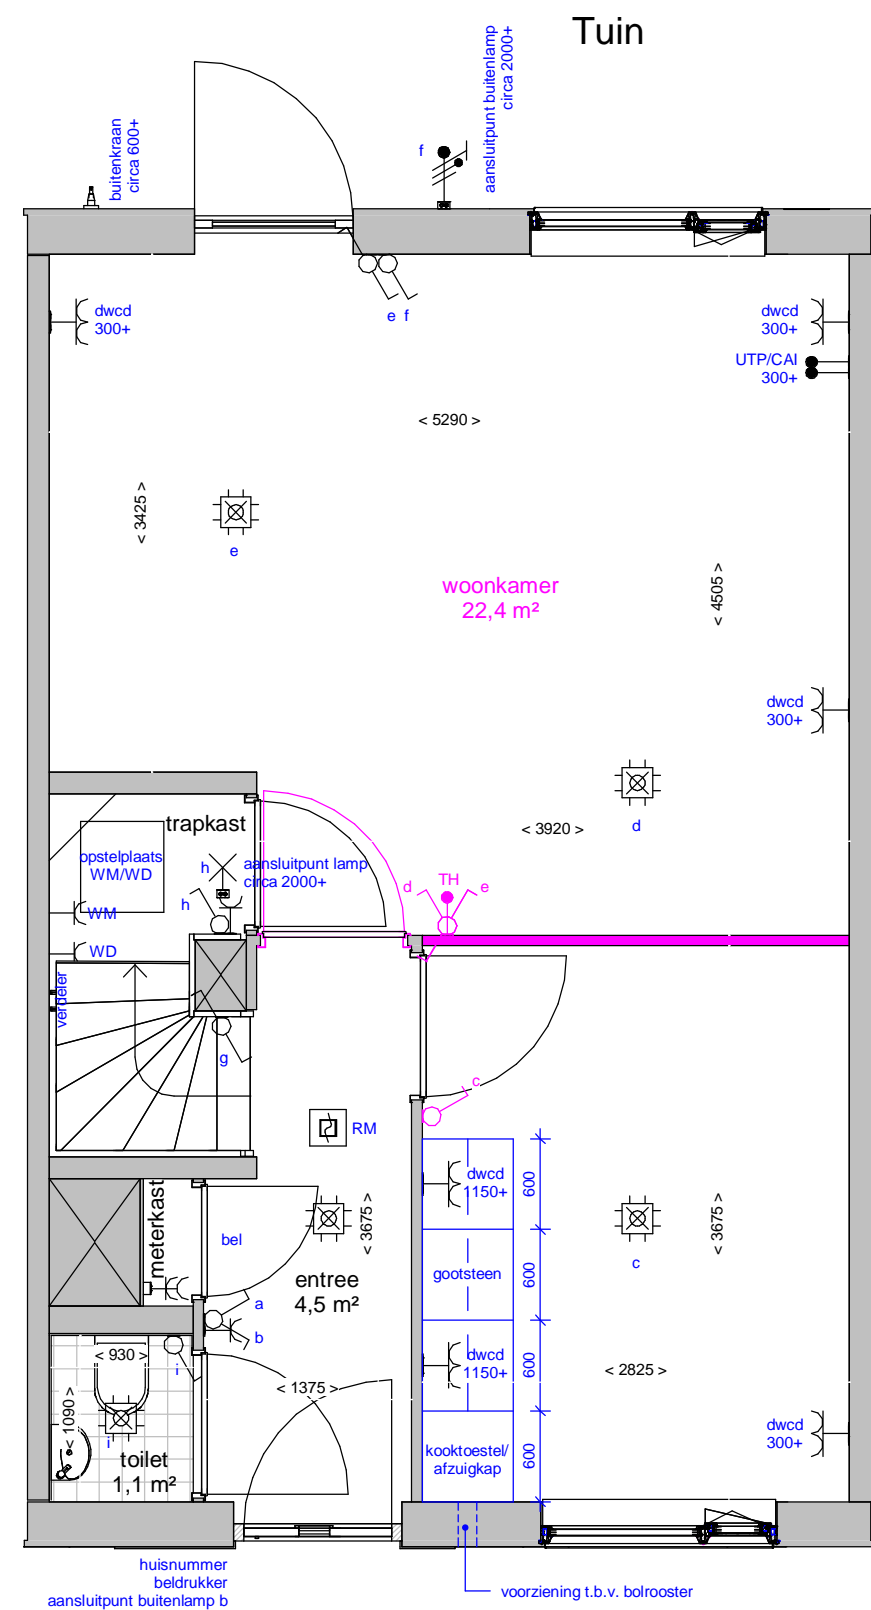 Tuin
aansluitpunt buitenlamp
circa 2000+
buitenkraan
circa 600+
f
e f
dwcd
300+
dwcd
300+
UTP/CAI
300+
< 5290 >
< 3425 >
e
woonkamer
22,4 m²
< 4505 >
dwcd
300+
d
< 3920 >
trapkast
opstelplaats
WM/WD
h
aansluitpunt lamp
circa 2000+
h
WM
WD
d
TH
e
verdeler
g
c
RM
dwcd
1150+
600
meterkast
bel
< 3675 >
< 3675 >
c
gootsteen
600
entree
4,5 m²
a
b
< 930 >
i
dwcd
1150+
600
< 1375 >
< 2825 >
< 1090 >
i
toilet
1,1 m²
kooktoestel/
afzuigkap
600
dwcd
300+
huisnummer
beldrukker
aansluitpunt buitenlamp b
voorziening t.b.v. bolrooster